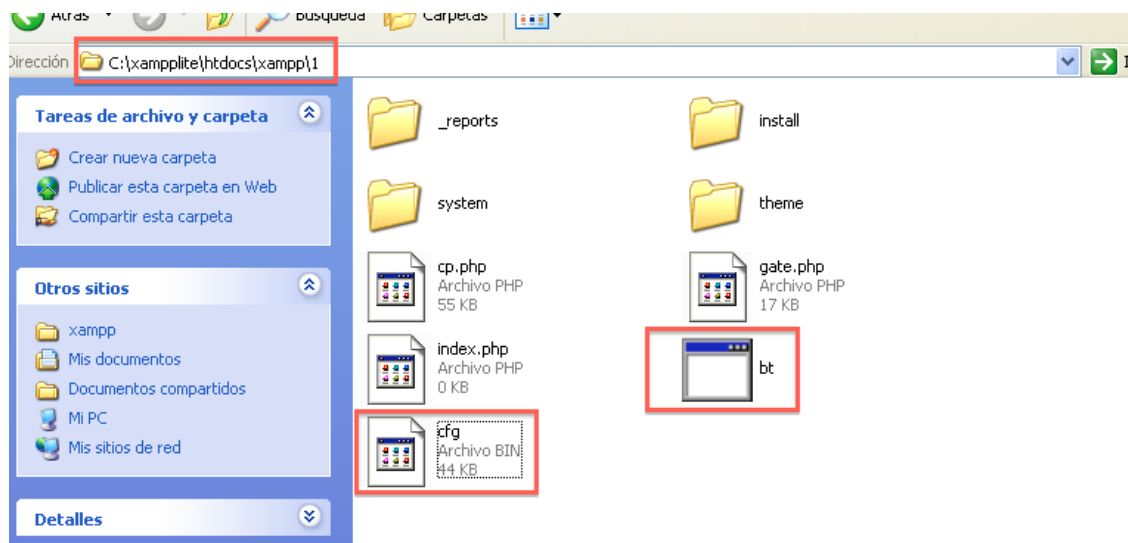 Atrás Búsqueda Carpetas
Dirección C:\xampplite\htdocs\xampp\1
Tareas de archivo y carpeta
Crear nueva carpeta
Publicar esta carpeta en Web
Compartir esta carpeta
Otros sitios
xampp
Mis documentos
Documentos compartidos
Mi PC
Mis sitios de red
Detalles
_reports
install
system
theme
cp.php
Archivo PHP
55 KB
gate.php
Archivo PHP
17 KB
index.php
Archivo PHP
0 KB
bt
cfg
Archivo BIN
44 KB